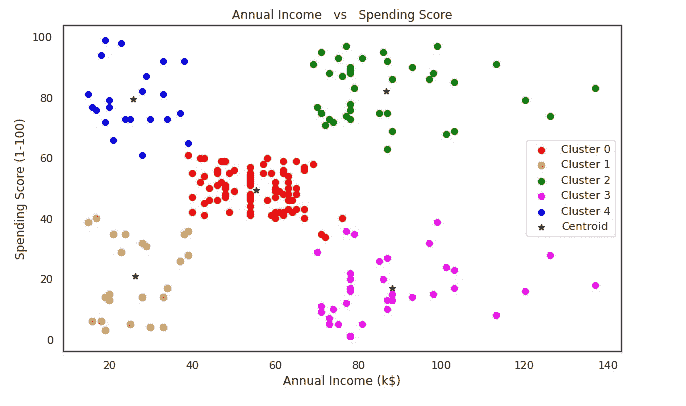 Annual Income vs Spending Score
100
80
60
40
20
0
Spending Score (1-100)
Cluster 0
Cluster 1
Cluster 2
Cluster 3
Cluster 4
Centroid
20 40 60 80 100 120 140
Annual Income (k$)